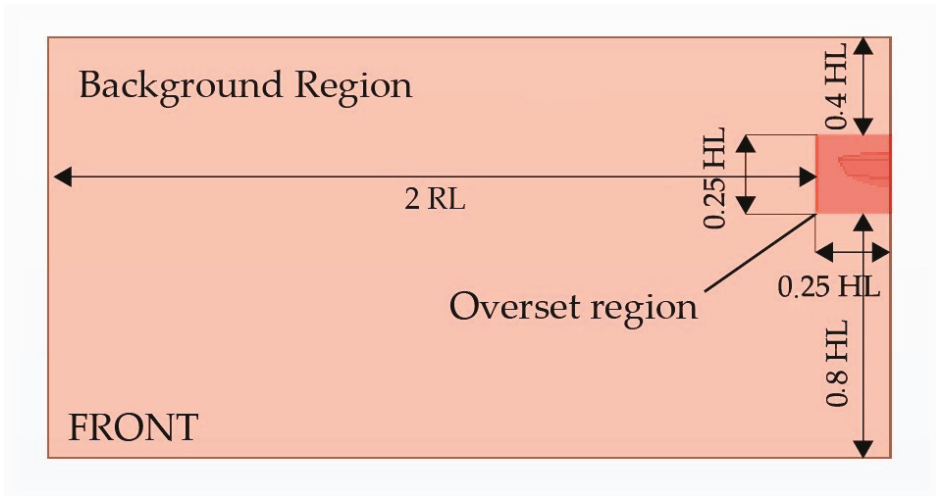 Background Region
0.4 HL
0.25 HL
2 RL
0.25 HL
Overset region
0.8 HL
FRONT